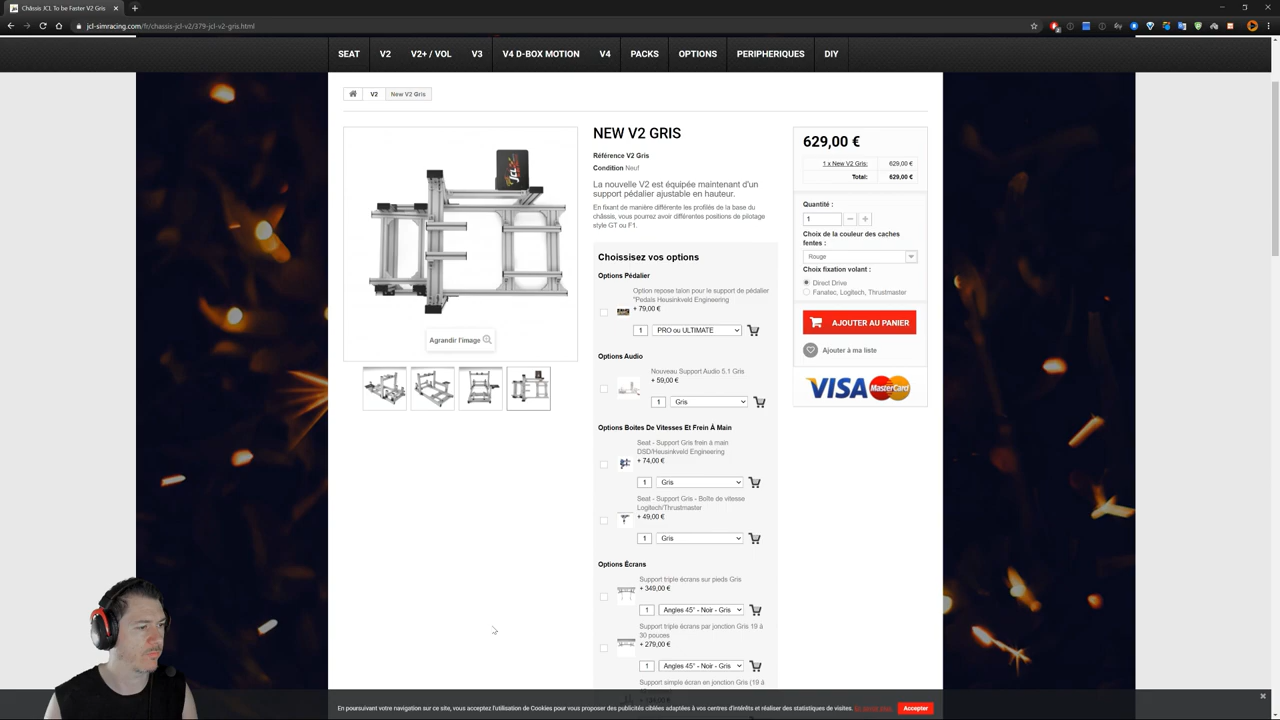 Châsis JCL To be Faster V2 Gris
jcl-simracing.com/fr/chassis-jcl-v2/379-jcl-v2-gris.html
SEAT V2 V2+ / VOL V3 V4 D-BOX MOTION V4 PACKS OPTIONS PERIPHERIQUES DIY
V2 New V2 Gris
NEW V2 GRIS
Référence V2 Gris
Condition Neuf
La nouvelle V2 est équipée maintenant d'un
support pédalier ajustable en hauteur.
En fixant de manière différente les profilés de la base du
châssis, vous pourrez avoir différentes positions de pilotage
style GT ou F1.
Agrandir l'image
Choissisez vos options
Options Pédalier
Option repose talon pour le support de pédalier
"Pedals Heusinkveld Engineering
+ 79,00 €
1 PRO ou ULTIMATE
Options Audio
Nouveau Support Audio 5.1 Gris
+ 59,00 €
1 Gris
Options Boites De Vitesses Et Frein À Main
Seat - Support Gris frein à main
DSD/Heusinkveld Engineering
+ 74,00 €
1 Gris
Seat - Support Gris - Boîte de vitesse
Logitech/Thrustmaster
+ 49,00 €
1 Gris
Options Écrans
Support triple écrans sur pieds Gris
+ 349,00 €
1 Angles 45° - Noir - Gris
Support triple écrans par jonction Gris 19 à
30 pouces
+ 279,00 €
1 Angles 45° - Noir - Gris
Support simple écran en jonction Gris (19 à
629,00 €
1 x New V2 Gris: 629,00 €
Total: 629,00 €
Quantité :
1
Choix de la couleur des caches
fentes :
Rouge
Choix fixation volant :
Direct Drive
Fanatec, Logitech, Thrustmaster
AJOUTER AU PANIER
Ajouter à ma liste
VISA MasterCard
En poursuivant votre navigation sur ce site, vous acceptez l'utilisation de Cookies pour vous proposer des publicités ciblées adaptées à vos centres d'intérêts et réaliser des statistiques de visites. En savoir plus. Accepter